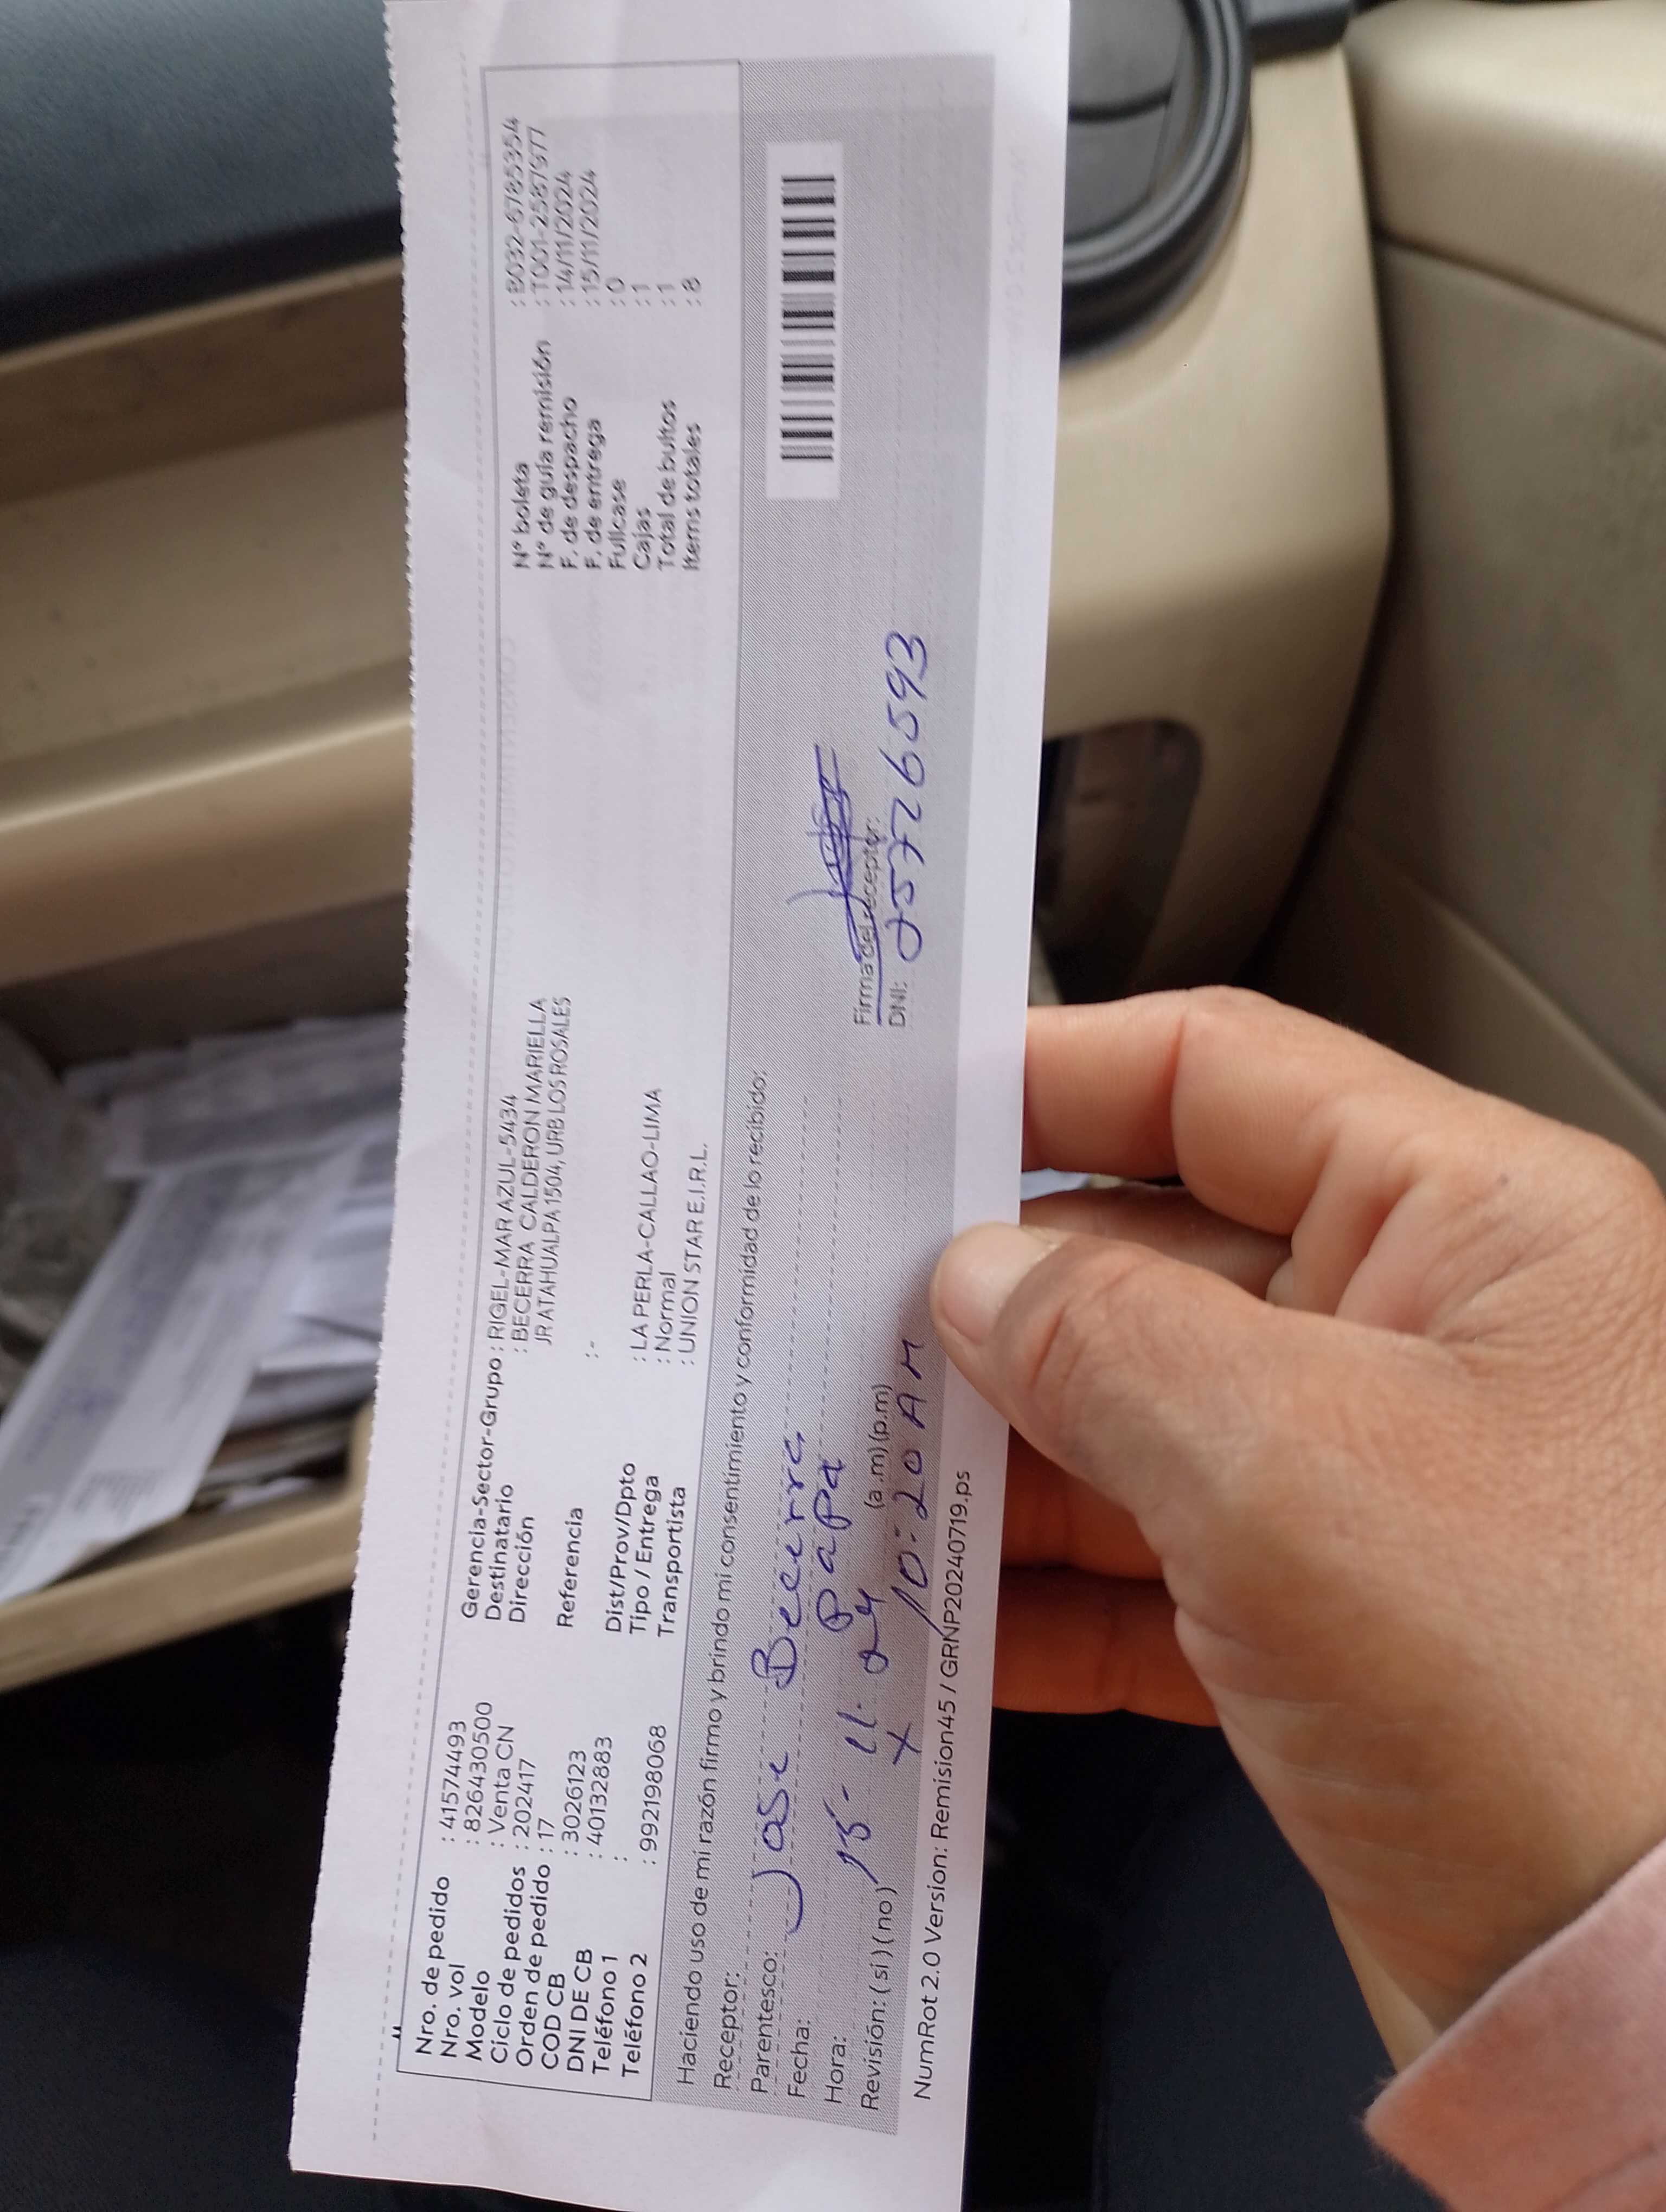 Nro. de pedido : 41574493
Nro. vol : 826430500
Modelo : Venta CN
Ciclo de pedidos : 202417
Orden de pedido : 17
COD CB : 3026123
DNI DE CB : 40132883
Teléfono 1 :
Teléfono 2 : 992198068
Gerencia-Sector-Grupo : RIGEL-MAR AZUL-5434
Destinatario : BECERRA CALDERON MARIELLA
Dirección JR ATAHUALPA 1504, URB LOS ROSALES
Referencia :-
Dist/Prov/Dpto : LA PERLA-CALLAO-LIMA
Tipo / Entrega : Normal
Transportista : UNION STAR E.I.R.L.
N° boleta : B032-67853354
N° de guía remisión : T001-2587977
F. de despacho : 14/11/2024
F. de entrega : 15/11/2024
Fullcase : 0
Cajas : 1
Total de bultos : 1
Items totales : 8
Haciendo uso de mi razón firmo y brindo mi consentimiento y conformidad de lo recibido:
Receptor: Jose Becerra
Parentesco: Papa
Fecha: 15-11-24
Hora: 10:20 AM (a.m) (p.m)
Revisión: (si) (no) X
Firma del receptor:
DNI: 25726593
NumRot 2.0 Version: Remision45 / GRNP20240719.ps